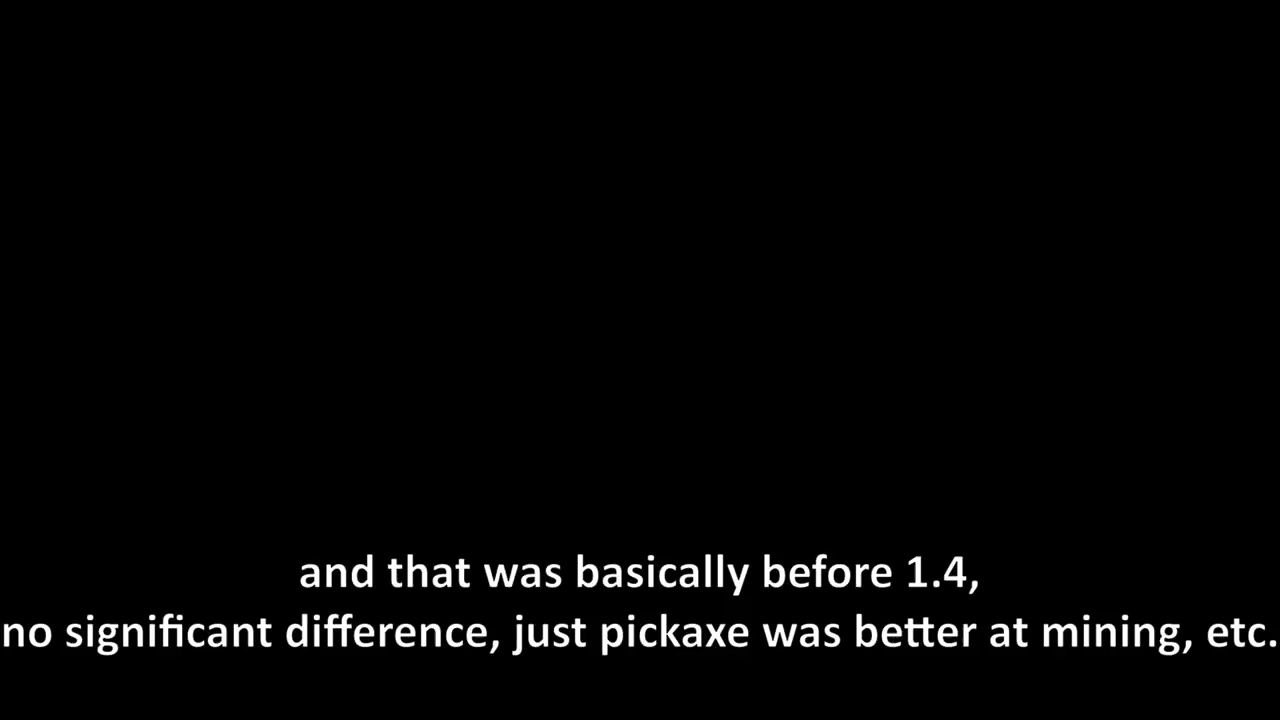 and that was basically before 1.4,
no significant difference, just pickaxe was better at mining, etc.